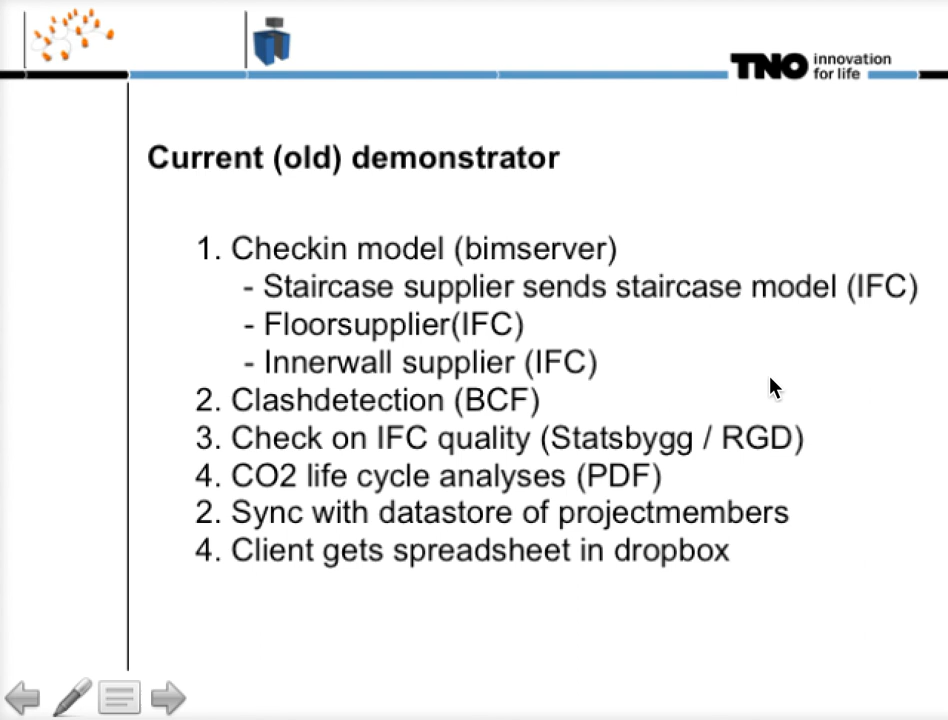 TNO innovation
for life
Current (old) demonstrator
1. Checkin model (bimserver)
- Staircase supplier sends staircase model (IFC)
- Floorsupplier(IFC)
- Innerwall supplier (IFC)
2. Clashdetection (BCF)
3. Check on IFC quality (Statsbygg / RGD)
4. CO2 life cycle analyses (PDF)
2. Sync with datastore of projectmembers
4. Client gets spreadsheet in dropbox